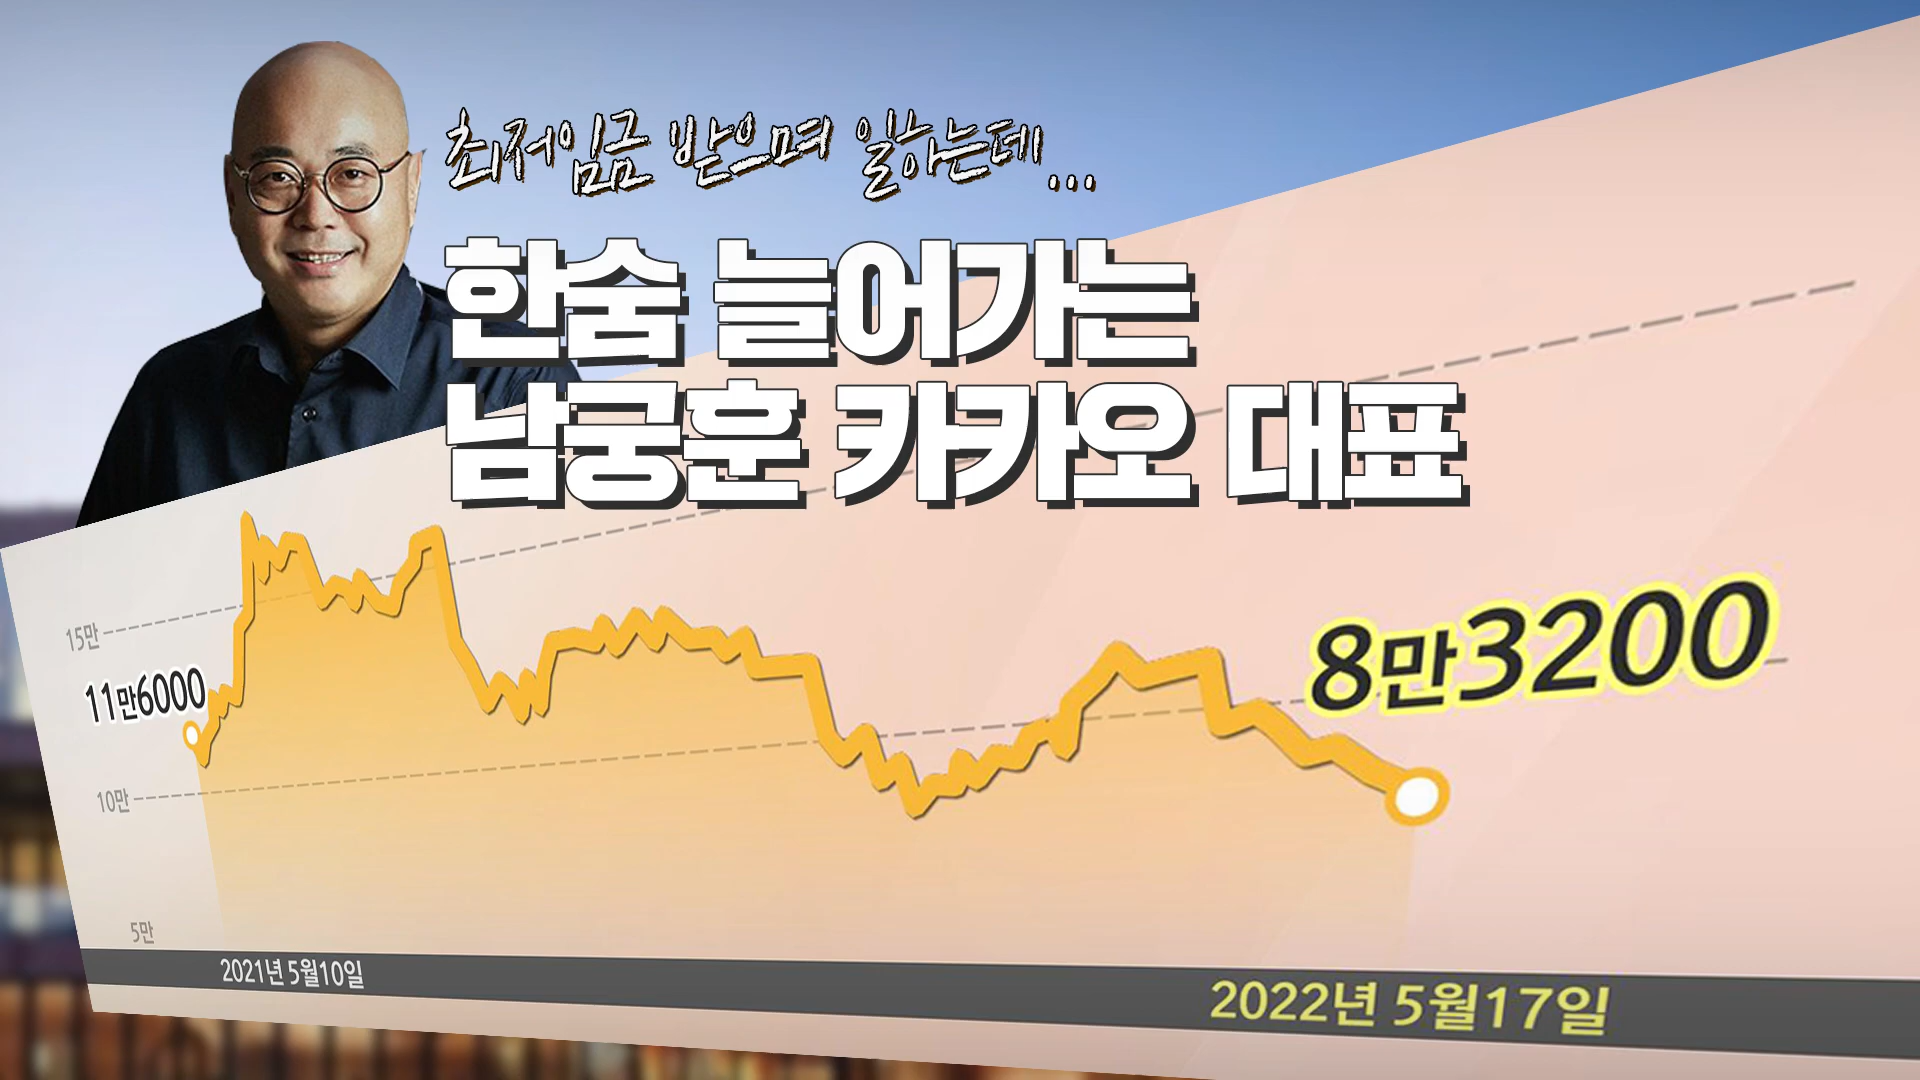 최저임금 받으며 일하는데...
한숨 늘어가는
남궁훈 카카오 대표
15만
11만6000
8만3200
10만
5만
2021년 5월10일
2022년 5월17일